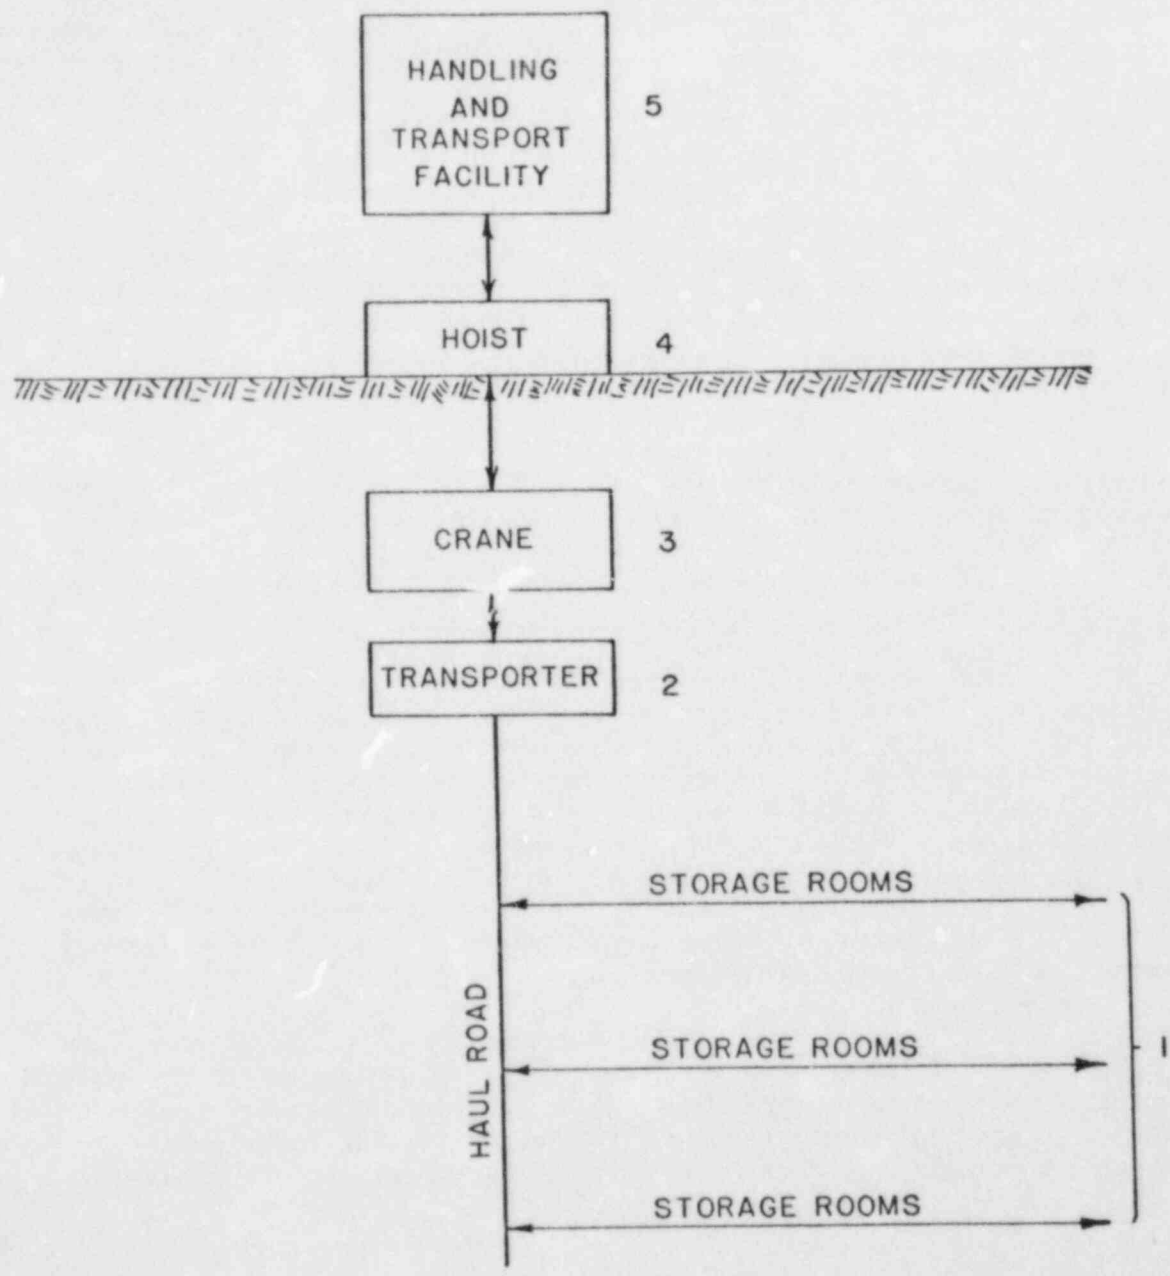 HANDLING
AND
TRANSPORT
FACILITY
5
HOIST
4
CRANE
3
TRANSPORTER
2
STORAGE ROOMS
HAUL ROAD
STORAGE ROOMS
1
STORAGE ROOMS